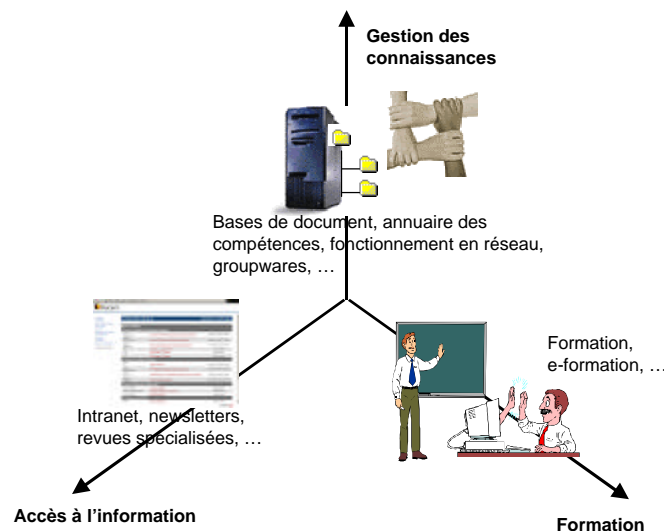 Gestion des
connaissances
Bases de document, annuaire des
compétences, fonctionnement en réseau,
groupwares, …
Formation,
e-formation, …
Intranet, newsletters,
revues spécialisées, …
Accès à l’information
Formation